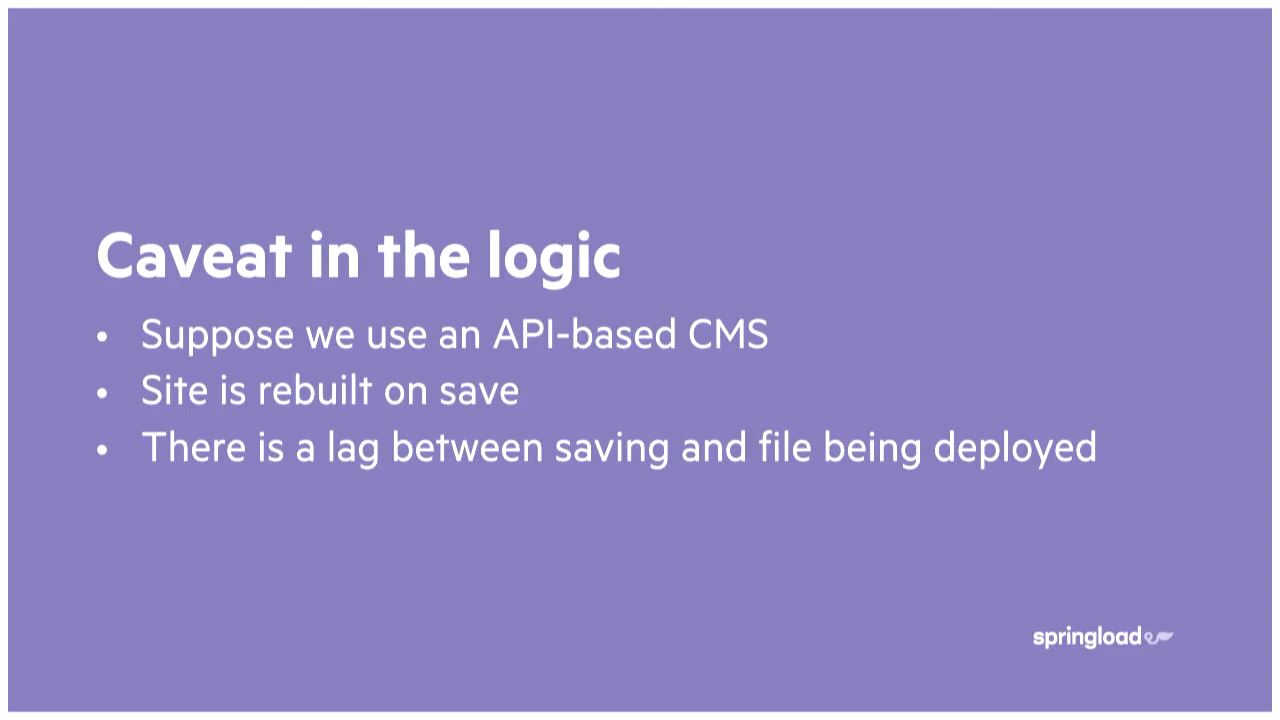 Caveat in the logic
• Suppose we use an API-based CMS
• Site is rebuilt on save
• There is a lag between saving and file being deployed
springload